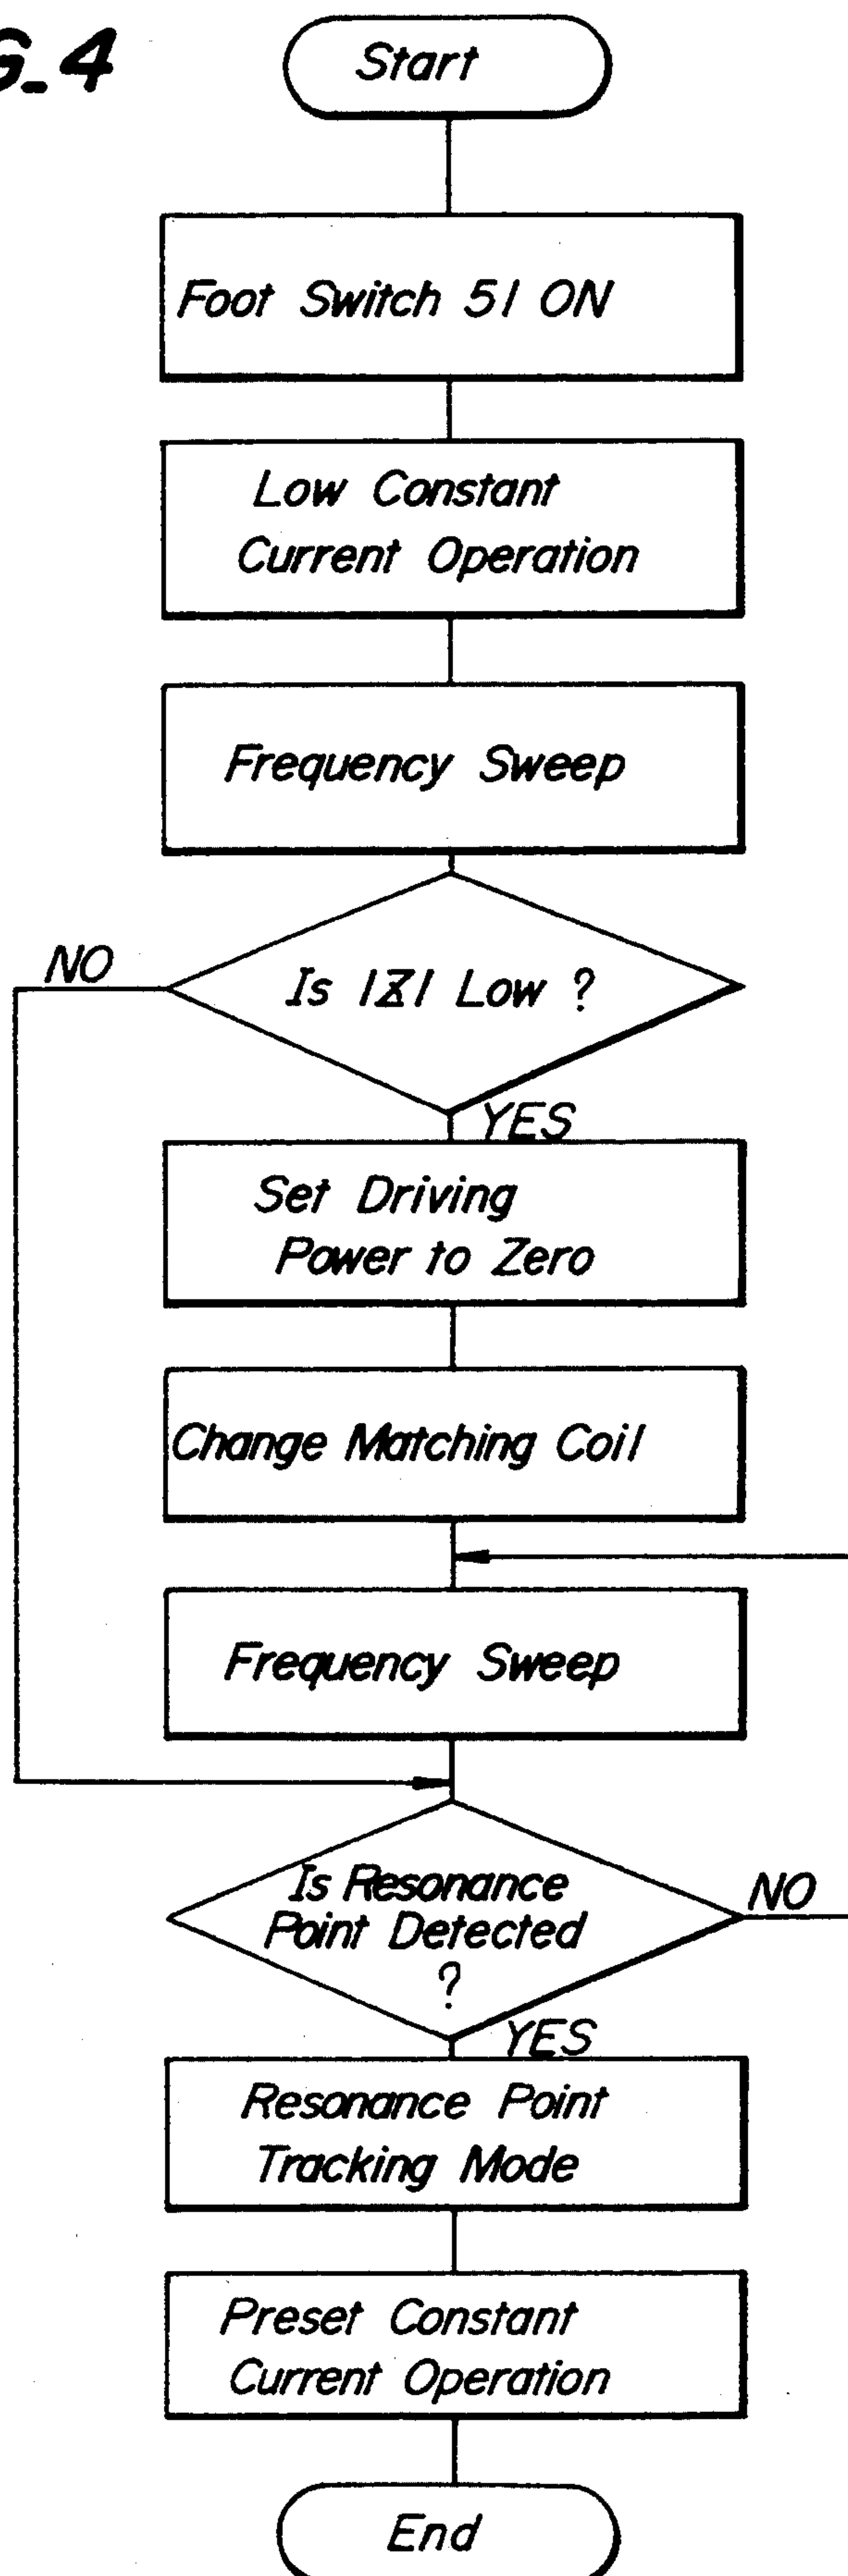 G.4
Start
Foot Switch 51 ON
Low Constant
Current Operation
Frequency Sweep
NO
Is |Z| Low ?
YES
Set Driving
Power to Zero
Change Matching Coil
Frequency Sweep
Is Resonance
Point Detected
?
NO
YES
Resonance Point
Tracking Mode
Preset Constant
Current Operation
End